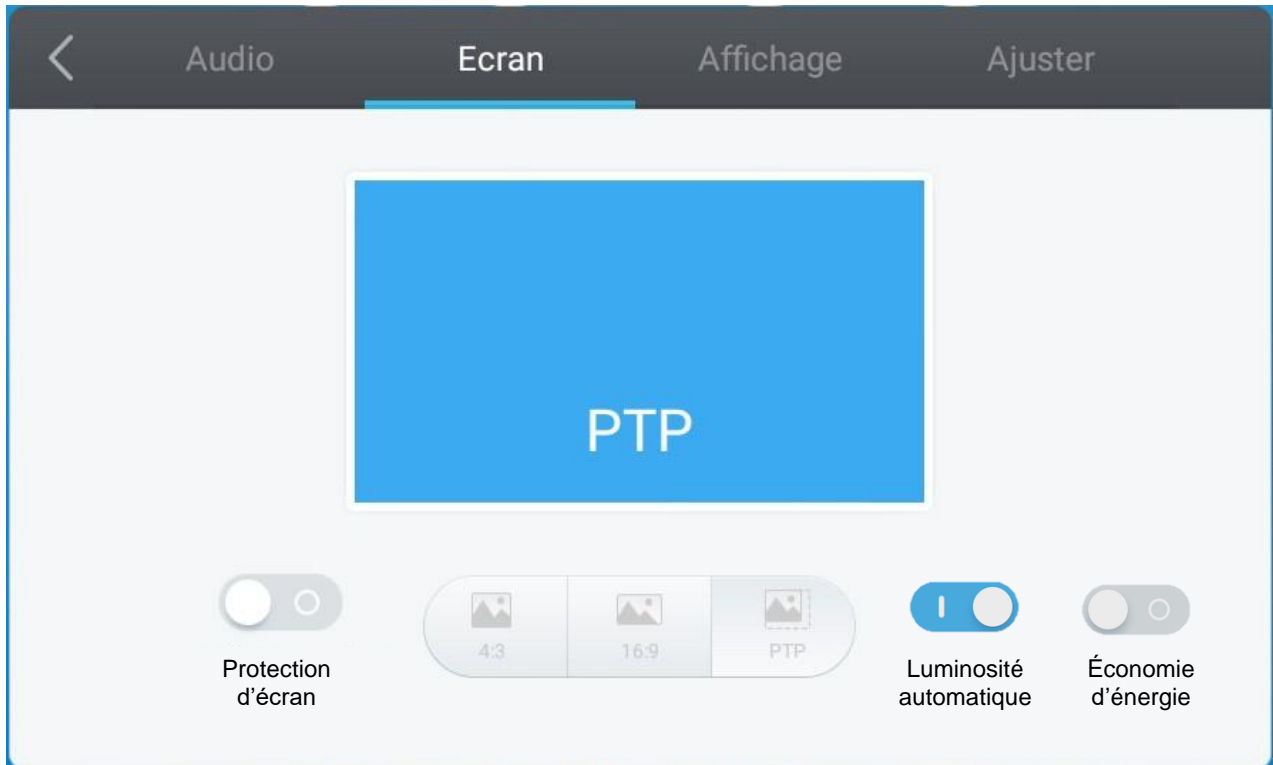 Audio
Ecran
Affichage
Ajuster
PTP
4:3
16:9
PTP
Protection
d’écran
Luminosité
automatique
Économie
d’énergie